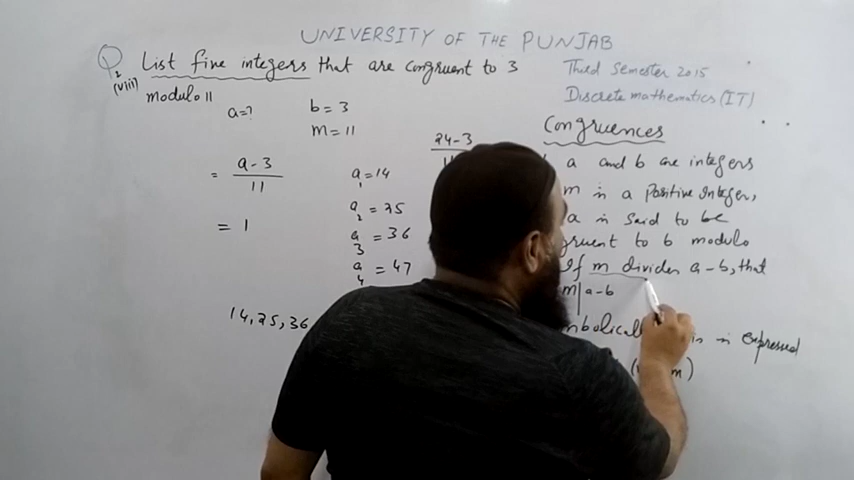 UNIVERSITY OF THE PUNJAB
Q 2 (viii) List five integers that are congruent to 3
modulo 11
Third Semester 2015
Discrete mathematics (IT)
a=?
b = 3
m = 11
= a-3 / 11
= 1
a1 = 14
a2 = 25
a3 = 36
a4 = 47
14, 25, 36
24-3
Congruences
a and b are integers
m is a Positive Integer,
a is said to be
gruent to b modulo
If m divides a-b, that
m|a-b
mbolically is expressed
m)